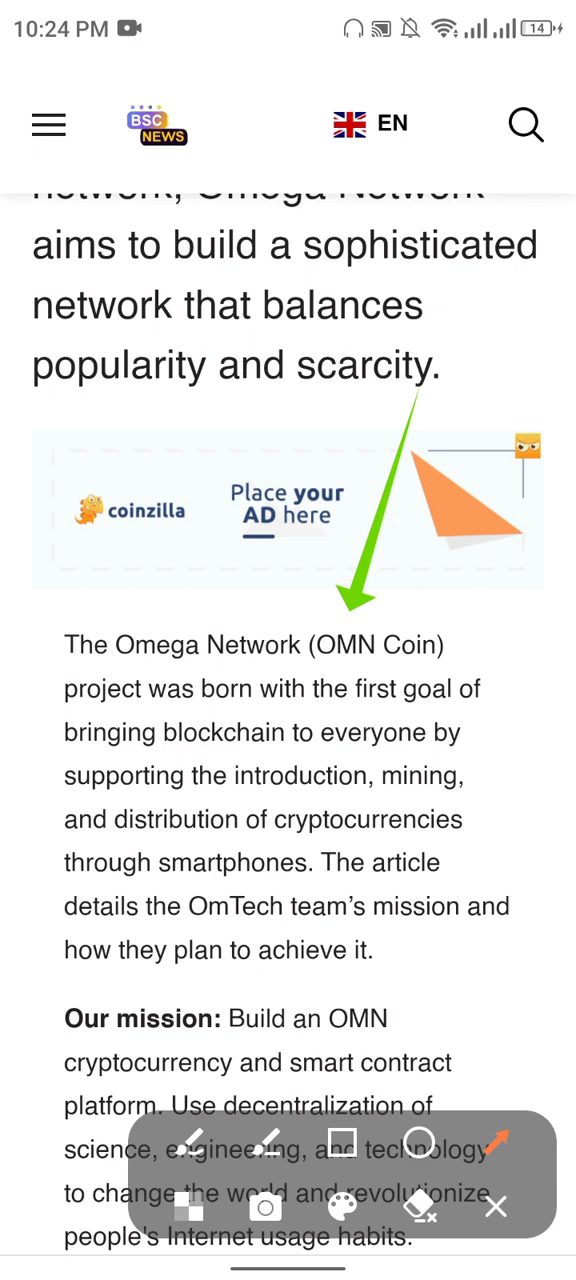 10:24 PM
14
BSC
NEWS
EN
network, Omega Network
aims to build a sophisticated
network that balances
popularity and scarcity.
coinzilla
Place your
AD here
The Omega Network (OMN Coin)
project was born with the first goal of
bringing blockchain to everyone by
supporting the introduction, mining,
and distribution of cryptocurrencies
through smartphones. The article
details the OmTech team's mission and
how they plan to achieve it.
Our mission: Build an OMN
cryptocurrency and smart contract
platform. Use decentralization of
science, engineering, and technology
to change the world and revolutionize
people's Internet usage habits.